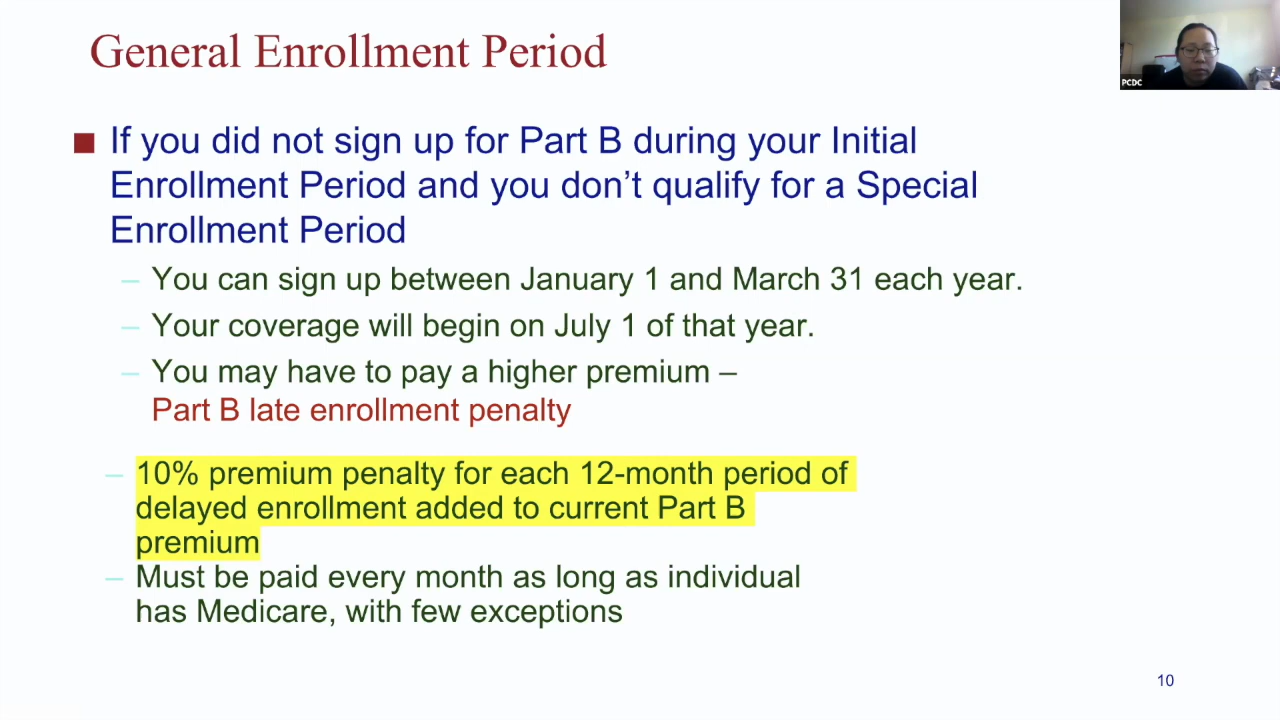 General Enrollment Period
PCDC
■ If you did not sign up for Part B during your Initial
Enrollment Period and you don’t qualify for a Special
Enrollment Period
– You can sign up between January 1 and March 31 each year.
– Your coverage will begin on July 1 of that year.
– You may have to pay a higher premium –
Part B late enrollment penalty
– 10% premium penalty for each 12-month period of
delayed enrollment added to current Part B
premium
– Must be paid every month as long as individual
has Medicare, with few exceptions
10